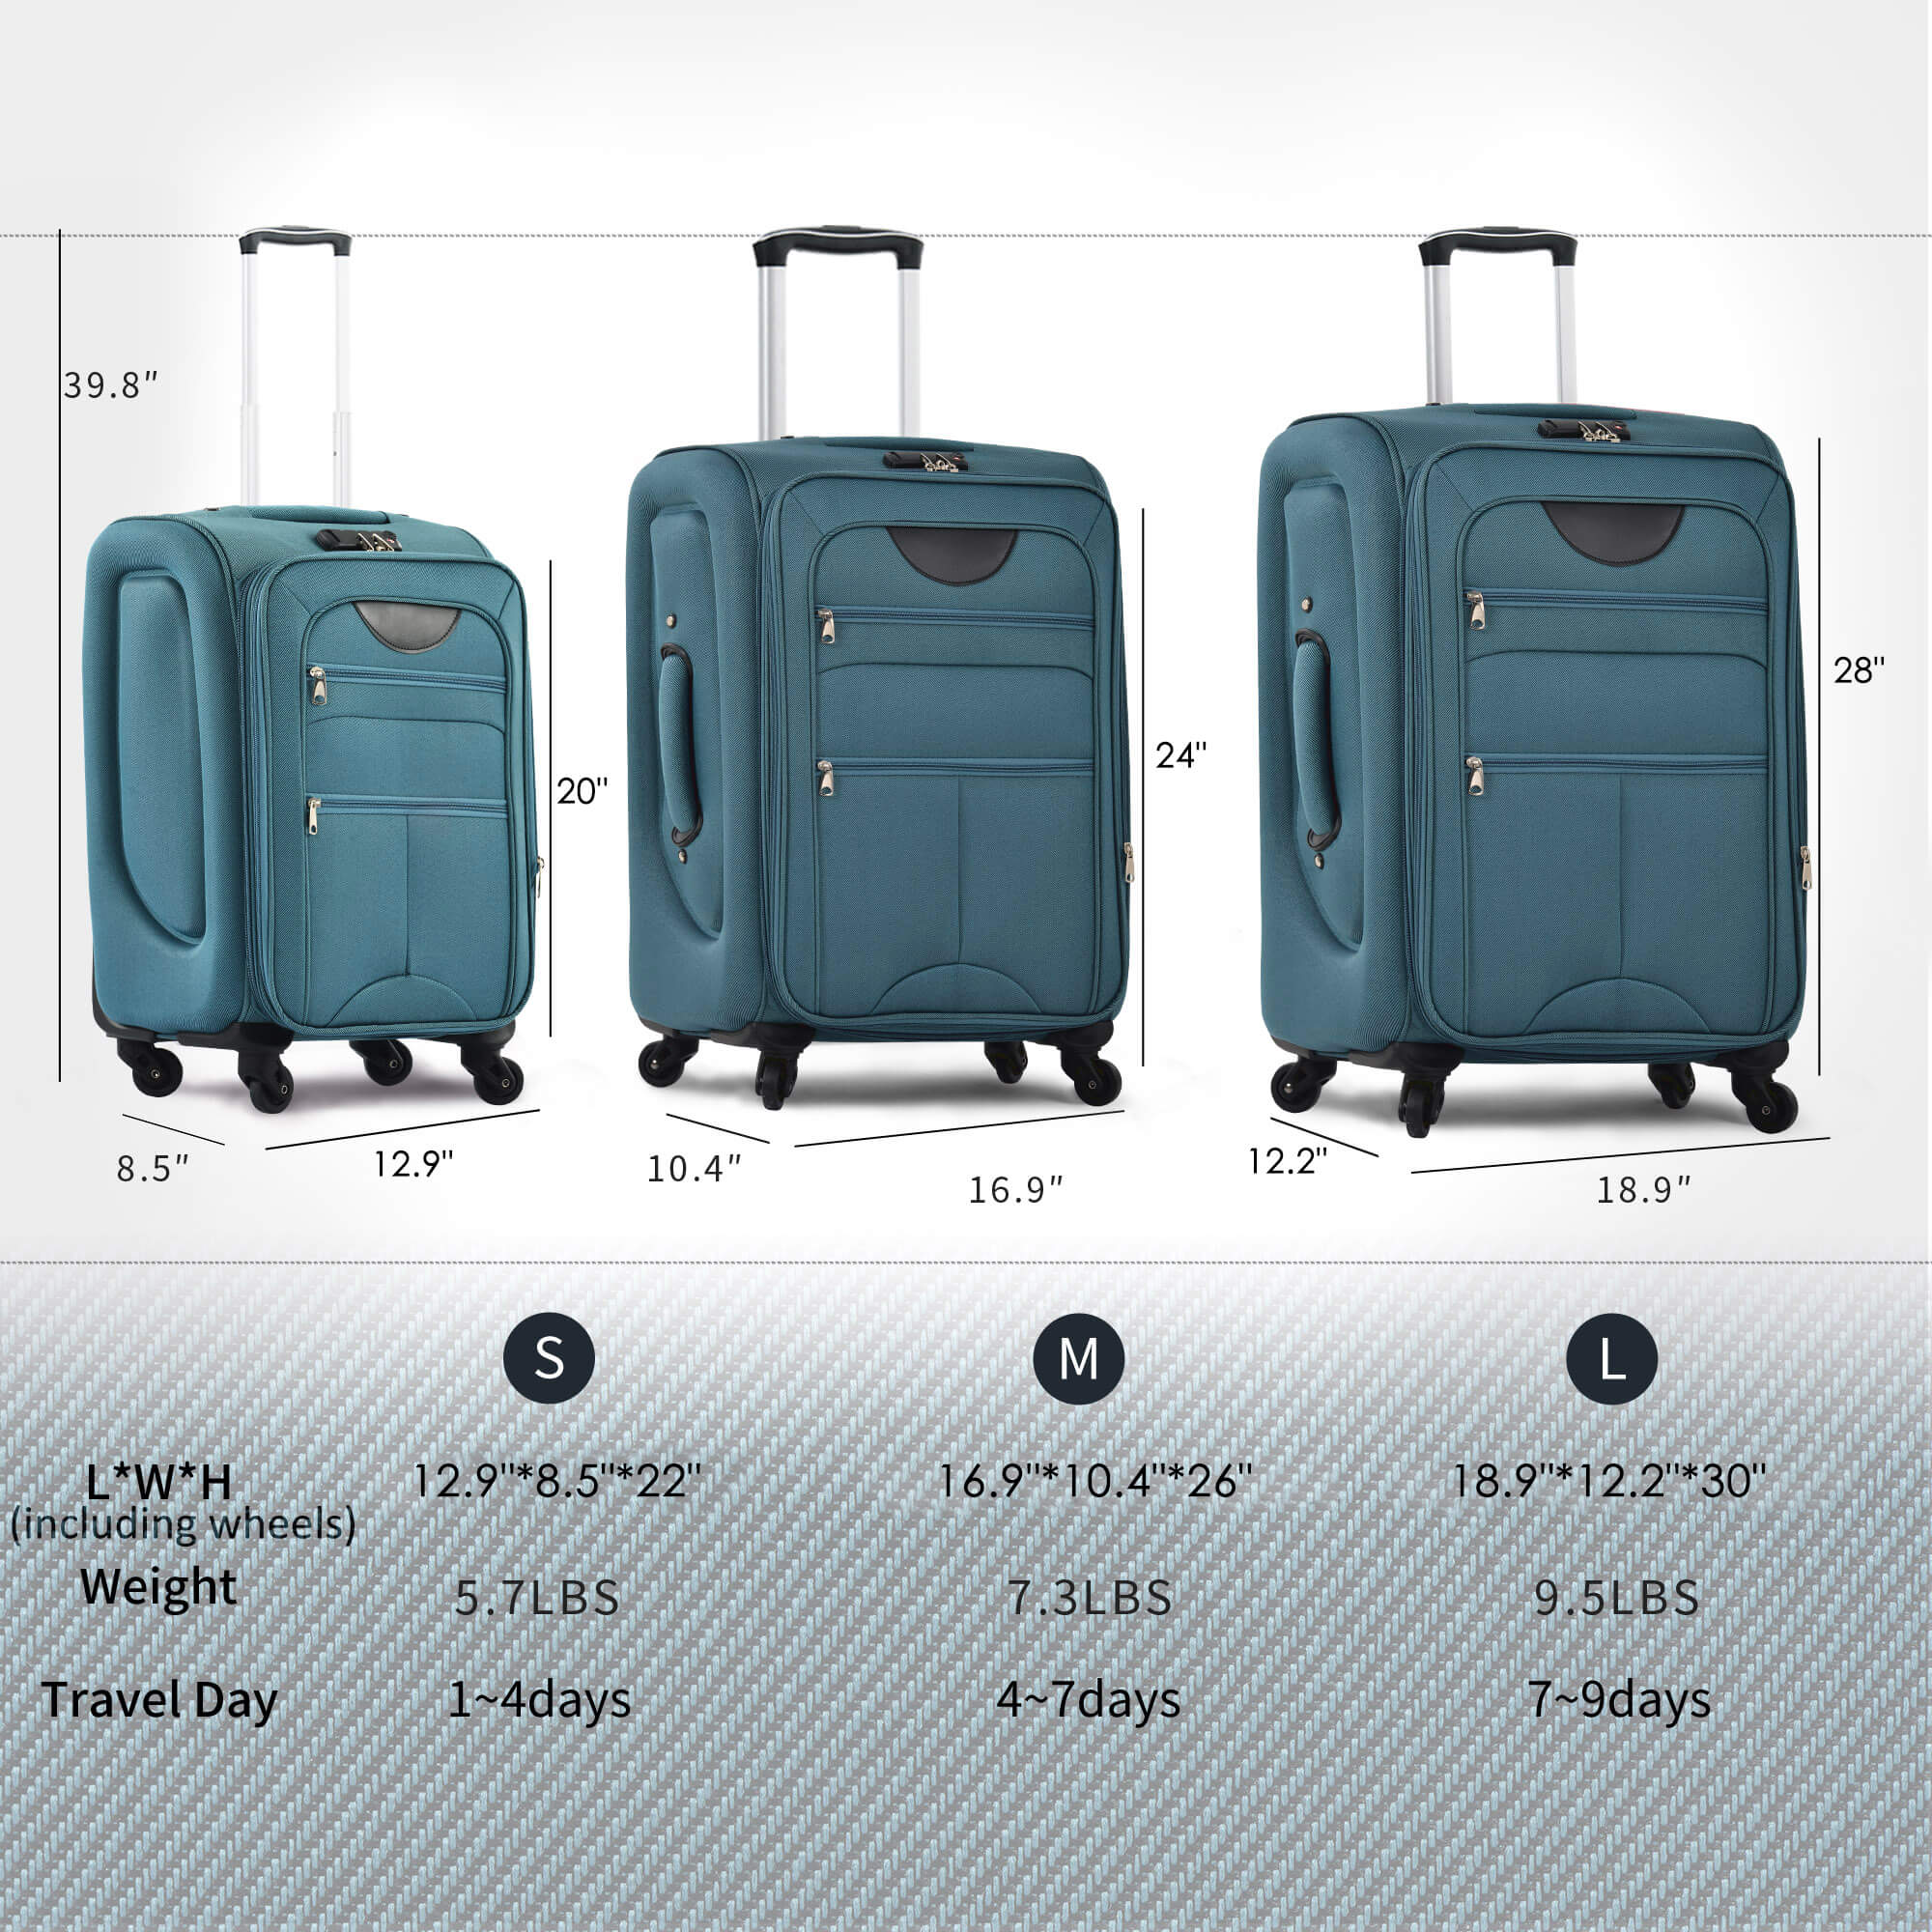 39.8"
20"
24"
28"
8.5"
12.9"
10.4"
16.9"
12.2"
18.9"
S M L
L*W*H 12.9"*8.5"*22" 16.9"*10.4"*26" 18.9"*12.2"*30"
(including wheels)
Weight 5.7LBS 7.3LBS 9.5LBS
Travel Day 1~4days 4~7days 7~9days